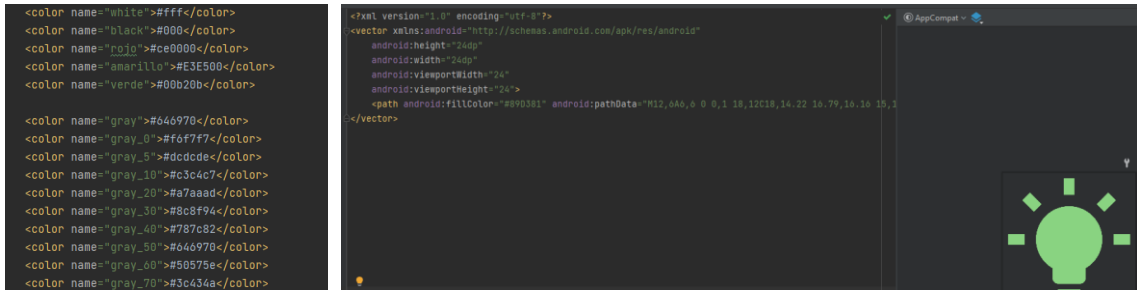 <color name="white">#fff</color>
<color name="black">#000</color>
<color name="rojo">#ce0000</color>
<color name="amarillo">#E3E500</color>
<color name="verde">#00b20b</color>
<color name="gray">#646970</color>
<color name="gray_0">#f6f7f7</color>
<color name="gray_5">#dcdcde</color>
<color name="gray_10">#c3c4c7</color>
<color name="gray_20">#a7aaad</color>
<color name="gray_30">#8c8f94</color>
<color name="gray_40">#787c82</color>
<color name="gray_50">#646970</color>
<color name="gray_60">#50575e</color>
<color name="gray_70">#3c434a</color>
<?xml version="1.0" encoding="utf-8"?>
<vector xmlns:android="http://schemas.android.com/apk/res/android"
android:height="24dp"
android:width="24dp"
android:viewportWidth="24"
android:viewportHeight="24">
<path android:fillColor="#89D381" android:pathData="M12,6A6,6 0 0,1 18,12C18,14.22 16.79,16.16 15,1
</vector>
AppCompat